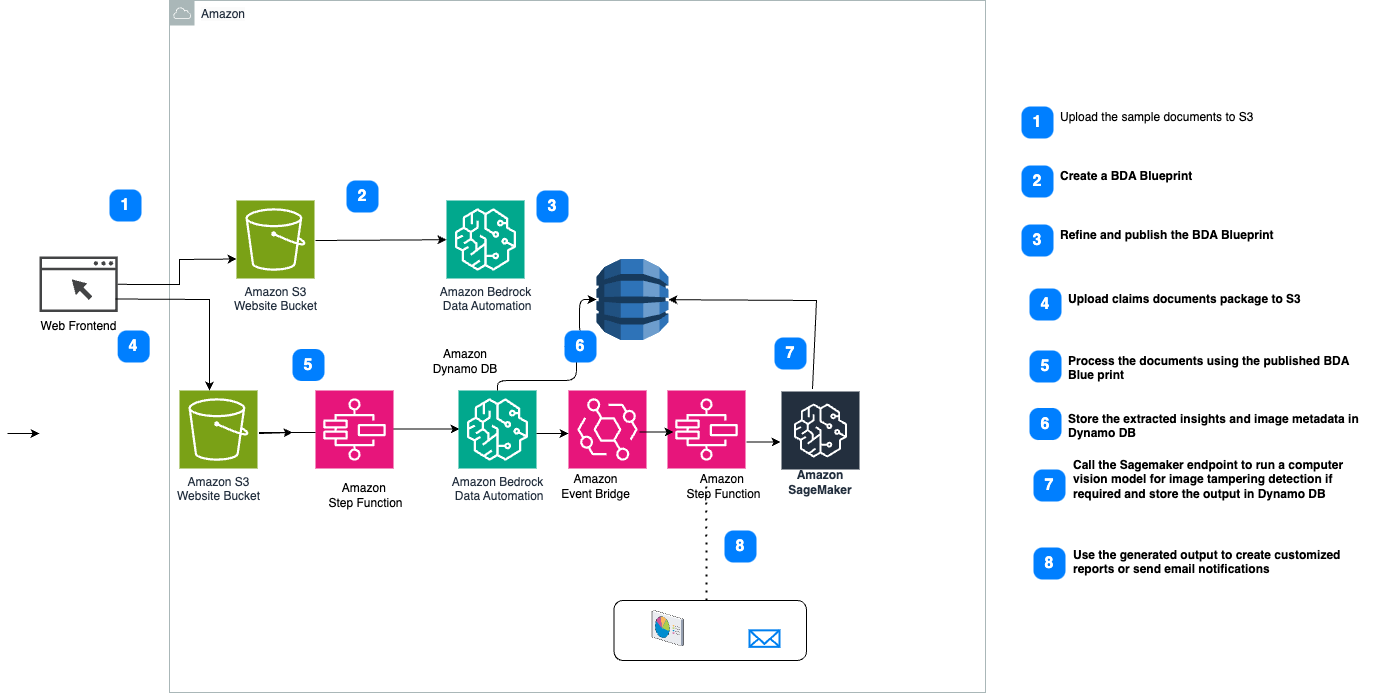 Amazon
1
Upload the sample documents to S3
2
Create a BDA Blueprint
3
Refine and publish the BDA Blueprint
4
Upload claims documents package to S3
5
Process the documents using the published BDA
Blue print
6
Store the extracted insights and image metadata in
Dynamo DB
7
Call the Sagemaker endpoint to run a computer
vision model for image tampering detection if
required and store the output in Dynamo DB
8
Use the generated output to create customized
reports or send email notifications
1
2
3
Amazon S3
Website Bucket
Amazon Bedrock
Data Automation
Web Frontend
4
5
Amazon
Dynamo DB
6
7
Amazon S3
Website Bucket
Amazon
Step Function
Amazon Bedrock
Data Automation
Amazon
Event Bridge
Amazon
Step Function
Amazon
SageMaker
8